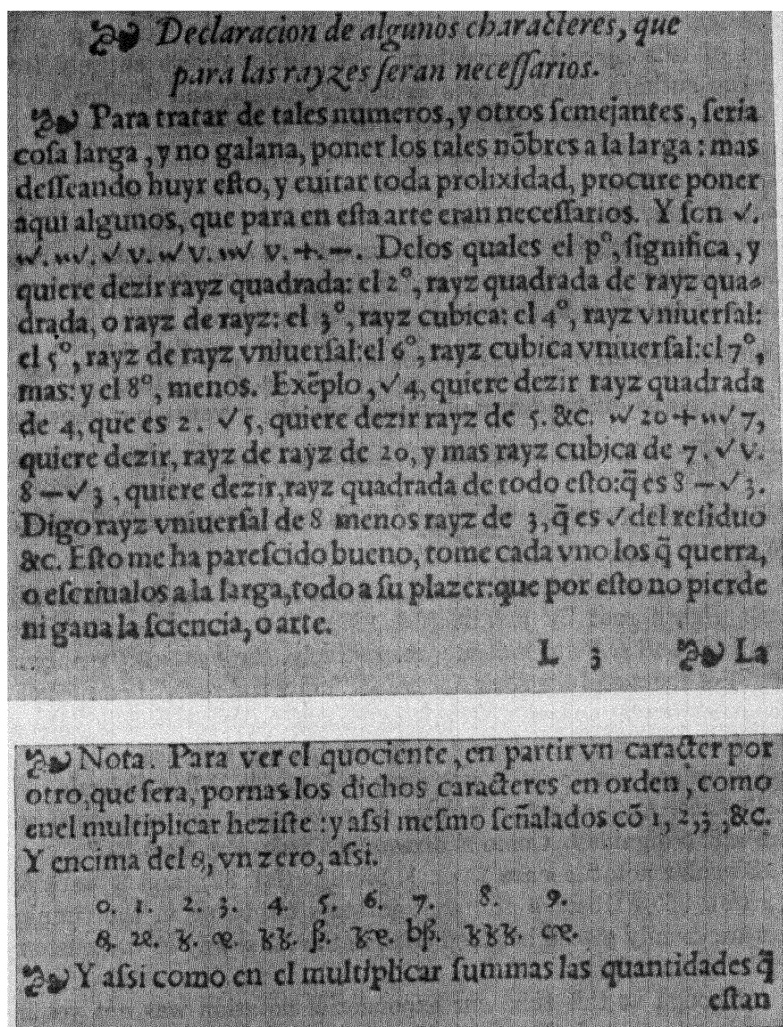 Declaracion de algunos characteres, que
para las rayzes ſeran neceſſarios.
Para tratar de tales numeros, y otros ſemejantes, ſeria
coſa larga, y no galana, poner los tales nõbres a la larga: mas
deſſeando huyr eſto, y euitar toda prolixidad, procure poner
aqui algunos, que para en eſta arte eran neceſſarios. Y ſon √.
v. v. v. + . − . Delos quales el pº, ſignifica, y
quiere dezir rayz quadrada: el 2º, rayz quadrada de rayz qua-
drada, o rayz de rayz: el 3º, rayz cubica: el 4º, rayz vniuerſal:
el 5º, rayz de rayz vniuerſal: el 6º, rayz cubica vniuerſal: el 7º,
mas: y el 8º, menos. Exẽplo, √4, quiere dezir rayz quadrada
de 4, que es 2. √5, quiere dezir rayz de 5. &c. 20 + 7,
quiere dezir, rayz de rayz de 20, y mas rayz cubica de 7. √v.
8 − √3, quiere dezir, rayz quadrada de todo eſto: q̃ es 8 − √3.
Digo rayz vniuerſal de 8 menos rayz de 3, q̃ es √ del reſiduo
&c. Eſto me ha pareſcido bueno, tome cada vno los q̃ querra,
o eſcriualos a la larga, todo a ſu plazer: que por eſto no pierde
ni gana la ſciencia, o arte.
L 3 La
Nota. Para ver el quociente, en partir vn caracter por
otro, que ſera, pornas los dichos caracteres en orden, como
enel multiplicar heziſte: y aſsi meſmo ſeñalados cõ 1, 2, 3, &c.
Y encima del, vn zero, aſsi.
0. 1. 2. 3. 4. 5. 6. 7. 8. 9.
Y aſsi como en el multiplicar ſummas las quantidades q̃
eſtan